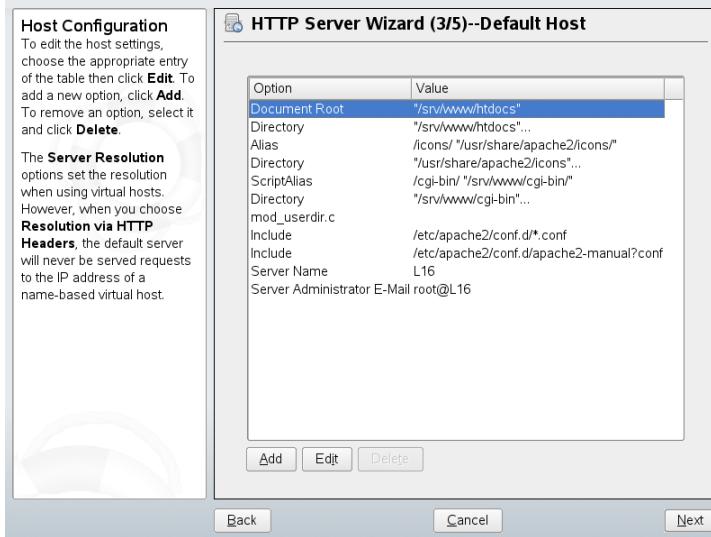 Host Configuration
To edit the host settings,
choose the appropriate entry
of the table then click Edit. To
add a new option, click Add.
To remove an option, select it
and click Delete.
The Server Resolution
options set the resolution
when using virtual hosts.
However, when you choose
Resolution via HTTP
Headers, the default server
will never be served requests
to the IP address of a
name-based virtual host.
HTTP Server Wizard (3/5)--Default Host
Option Value
Document Root "/srv/www/htdocs"
Directory "/srv/www/htdocs"...
Alias /icons/ "/usr/share/apache2/icons/"
Directory "/usr/share/apache2/icons"...
ScriptAlias /cgi-bin/ "/srv/www/cgi-bin/"
Directory "/srv/www/cgi-bin"...
mod_userdir.c
Include /etc/apache2/conf.d/*.conf
Include /etc/apache2/conf.d/apache2-manual?conf
Server Name L16
Server Administrator E-Mail root@L16
Add Edit Delete
Back Cancel Next